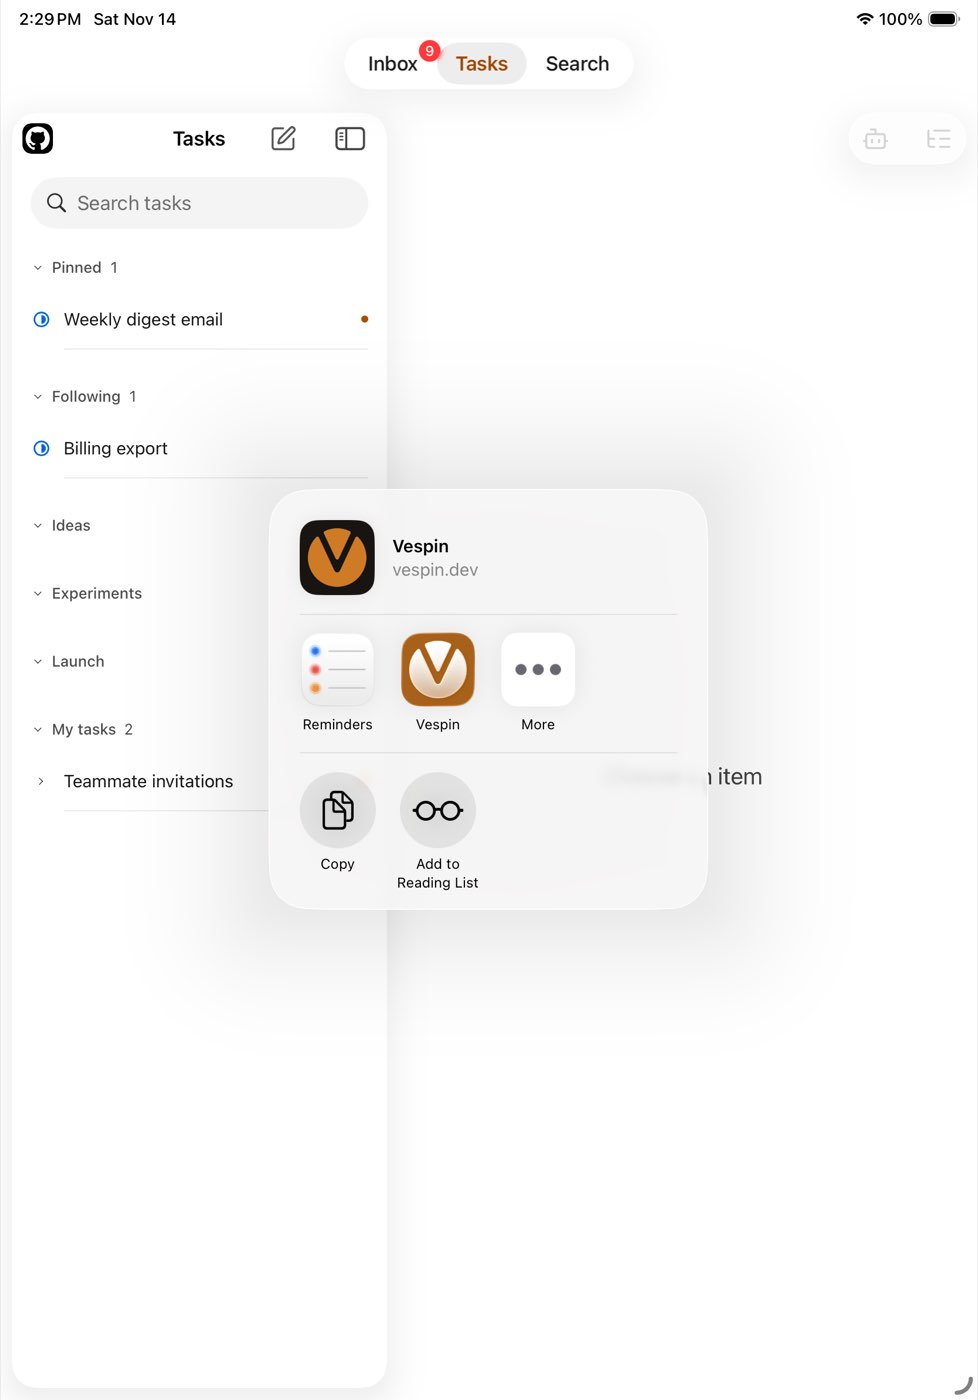 2:29 PM Sat Nov 14
100%
Inbox 9 Tasks Search
Tasks
Search tasks
Pinned 1
Weekly digest email
Following 1
Billing export
Ideas
Experiments
Launch
My tasks 2
Teammate invitations
Vespin
vespin.dev
Reminders Vespin More
Copy Add to
Reading List
item